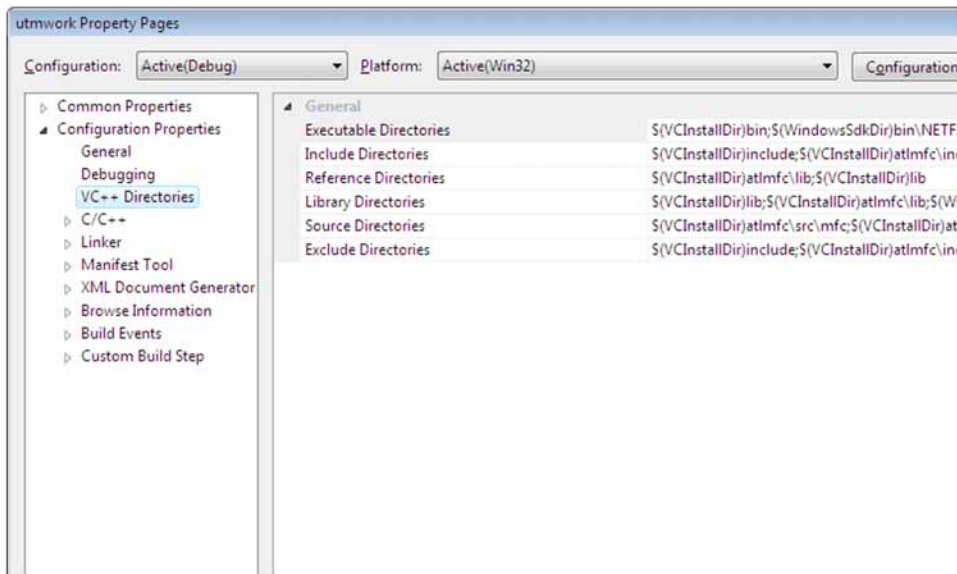 utmwork Property Pages
Configuration: Active(Debug) Platform: Active(Win32) Configuration
Common Properties
Configuration Properties
General
Debugging
VC++ Directories
C/C++
Linker
Manifest Tool
XML Document Generator
Browse Information
Build Events
Custom Build Step
General
Executable Directories $(VCInstallDir)bin;$(WindowsSdkDir)bin\NETF
Include Directories $(VCInstallDir)include;$(VCInstallDir)atlmfc\in
Reference Directories $(VCInstallDir)atlmfc\lib;$(VCInstallDir)lib
Library Directories $(VCInstallDir)lib;$(VCInstallDir)atlmfc\lib;$(W
Source Directories $(VCInstallDir)atlmfc\src\mfc;$(VCInstallDir)at
Exclude Directories $(VCInstallDir)include;$(VCInstallDir)atlmfc\in